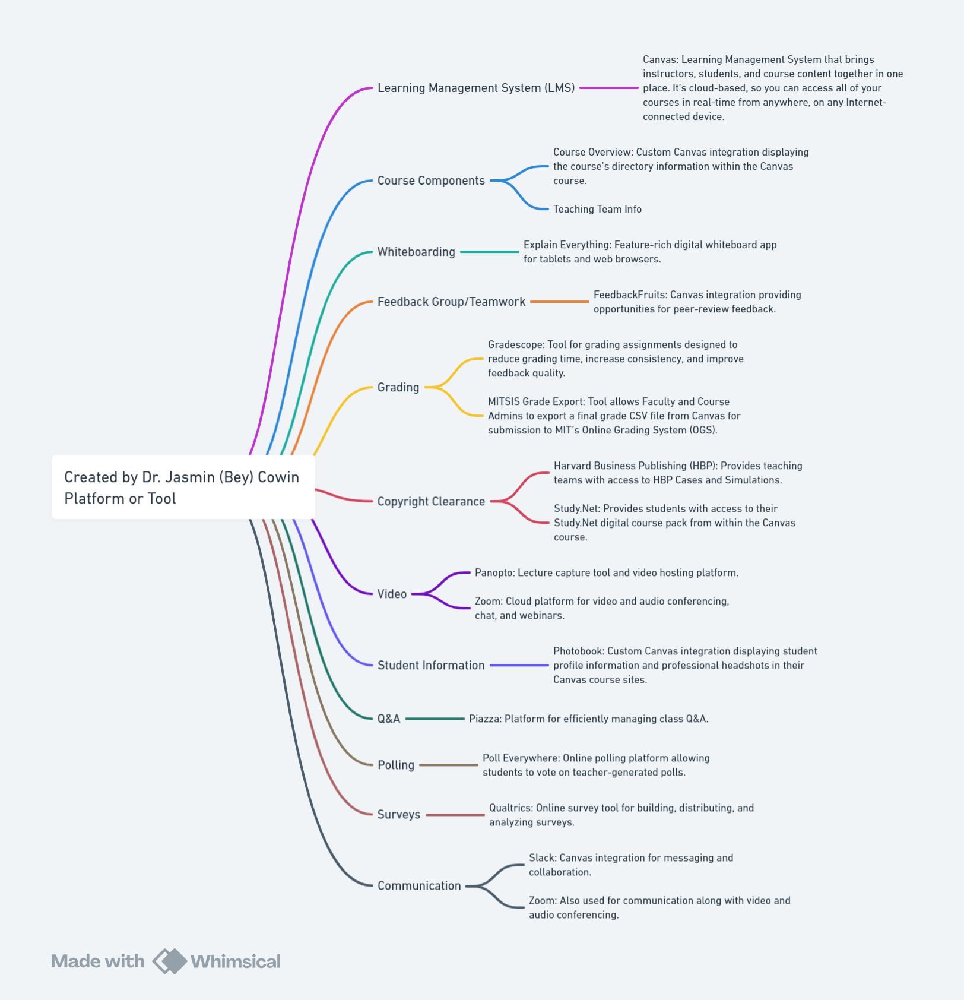 Learning Management System (LMS)
Canvas: Learning Management System that brings
instructors, students, and course content together in one
place. It's cloud-based, so you can access all of your
courses in real-time from anywhere, on any Internet-
connected device.
Course Components
Course Overview: Custom Canvas integration displaying
the course's directory information within the Canvas
course.
Teaching Team Info
Whiteboarding
Explain Everything: Feature-rich digital whiteboard app
for tablets and web browsers.
Feedback Group/Teamwork
FeedbackFruits: Canvas integration providing
opportunities for peer-review feedback.
Grading
Gradescope: Tool for grading assignments designed to
reduce grading time, increase consistency, and improve
feedback quality.
MITSIS Grade Export: Tool allows Faculty and Course
Admins to export a final grade CSV file from Canvas for
submission to MIT's Online Grading System (OGS).
Created by Dr. Jasmin (Bey) Cowin
Platform or Tool
Copyright Clearance
Harvard Business Publishing (HBP): Provides teaching
teams with access to HBP Cases and Simulations.
Study.Net: Provides students with access to their
Study.Net digital course pack from within the Canvas
course.
Video
Panopto: Lecture capture tool and video hosting platform.
Zoom: Cloud platform for video and audio conferencing,
chat, and webinars.
Student Information
Photobook: Custom Canvas integration displaying student
profile information and professional headshots in their
Canvas course sites.
Q&A
Piazza: Platform for efficiently managing class Q&A.
Polling
Poll Everywhere: Online polling platform allowing
students to vote on teacher-generated polls.
Surveys
Qualtrics: Online survey tool for building, distributing, and
analyzing surveys.
Communication
Slack: Canvas integration for messaging and
collaboration.
Zoom: Also used for communication along with video and
audio conferencing.
Made with Whimsical